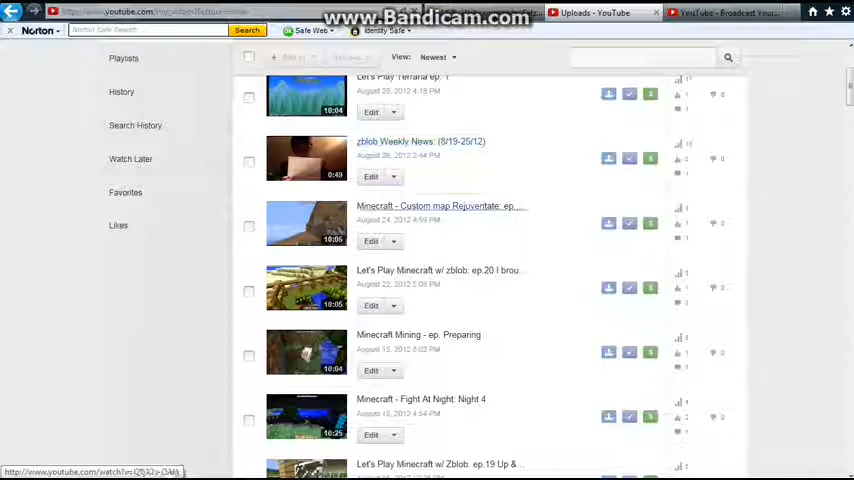 www.Bandicam.com
Uploads - YouTube
YouTube - Broadcast Your...
Norton
Norton Safe Search
Search
Safe Web
Identity Safe
Playlists
View:
Newest
History
Search History
Watch Later
Favorites
Likes
Let's Play Terraria ep. 1
August 28, 2012 4:18 PM
10:04
Edit
zblob Weekly News: (8/19-25/12)
August 26, 2012 2:44 PM
0:49
Edit
Minecraft - Custom map Rejuventate: ep....
August 24, 2012 4:59 PM
10:05
Edit
Let's Play Minecraft w/ zblob: ep.20 I brou...
August 22, 2012 5:08 PM
10:05
Edit
Minecraft Mining - ep. Preparing
August 15, 2012 6:02 PM
10:04
Edit
Minecraft - Fight At Night: Night 4
August 15, 2012 4:54 PM
10:25
Edit
Let's Play Minecraft w/ Zblob. ep.19 Up &...